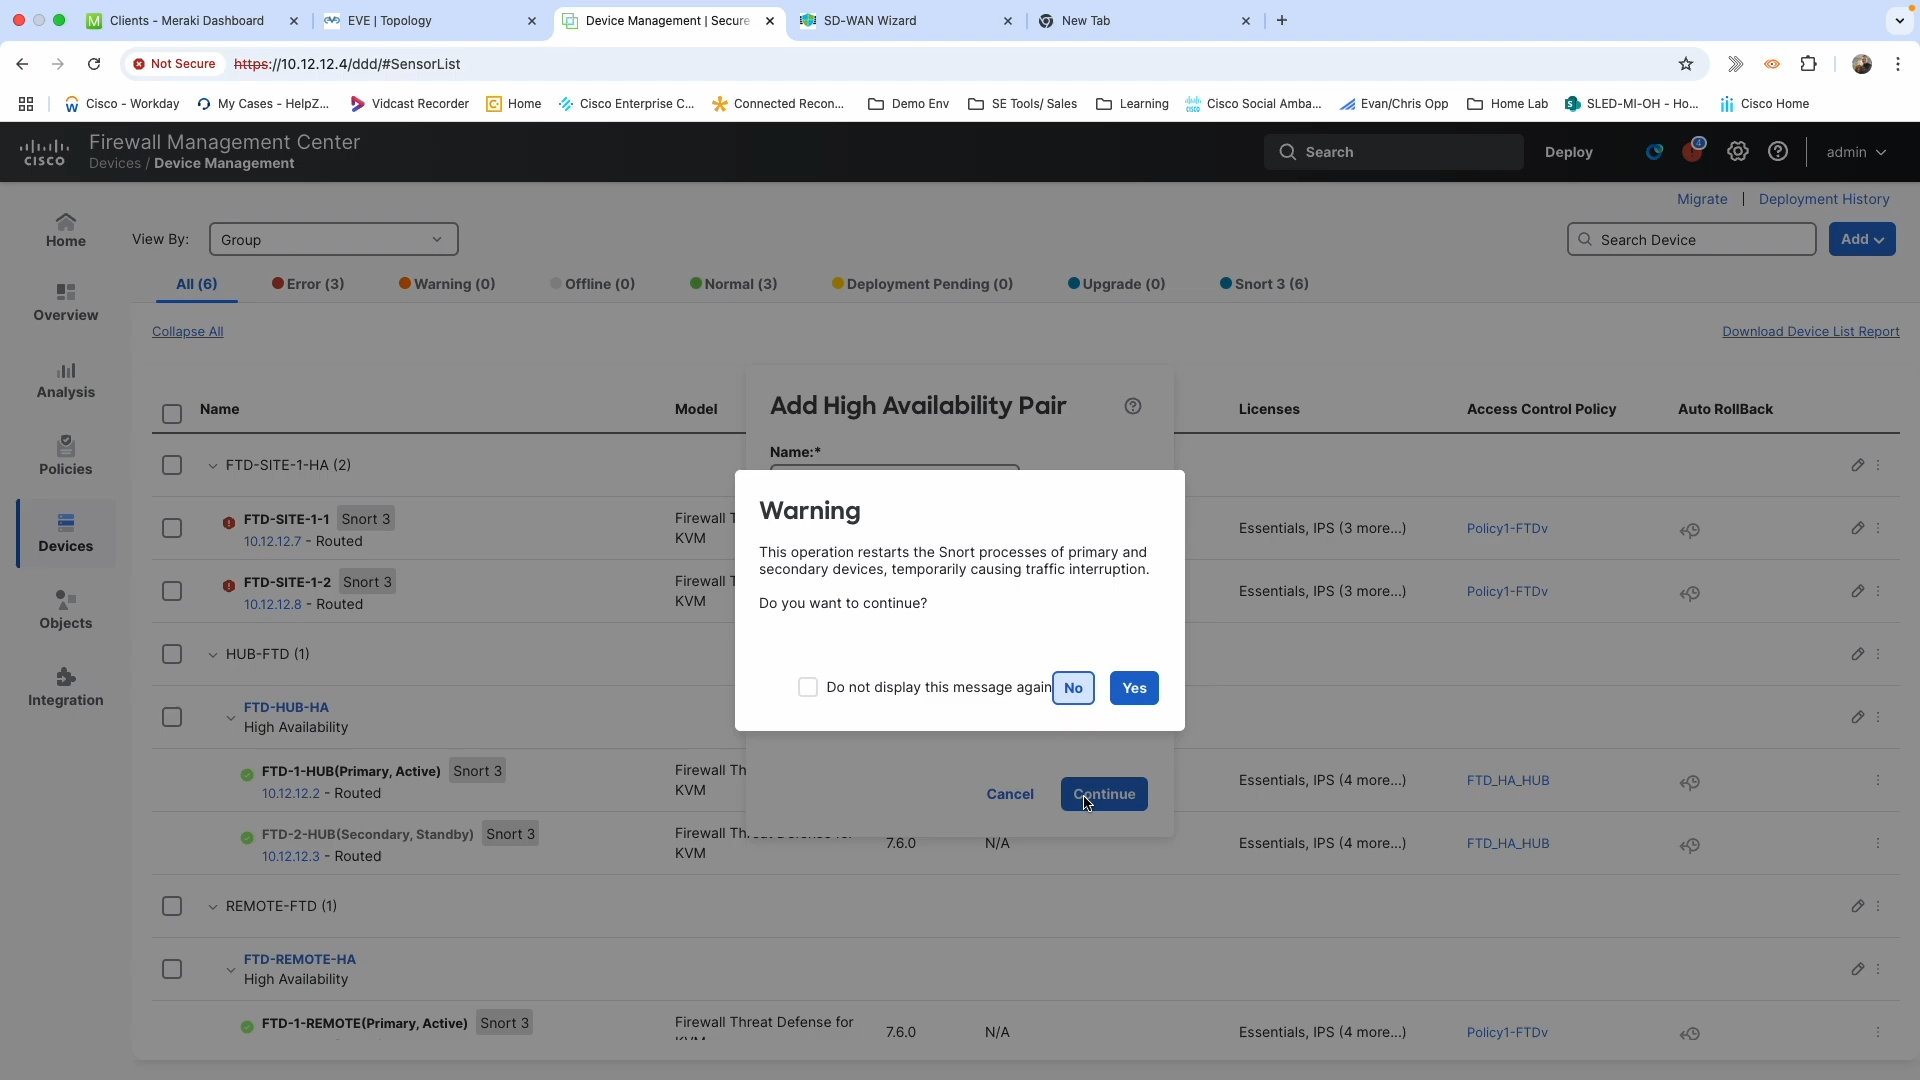 Clients - Meraki Dashboard
EVE | Topology
Device Management | Secure
SD-WAN Wizard
New Tab
Not Secure
https://10.12.12.4/ddd/#SensorList
Cisco - Workday
My Cases - HelpZ...
Vidcast Recorder
Home
Cisco Enterprise C...
Connected Recon...
Demo Env
SE Tools/ Sales
Learning
Cisco Social Amba...
Evan/Chris Opp
Home Lab
SLED-MI-OH - Ho...
Cisco Home
CISCO
Firewall Management Center
Devices / Device Management
Search
Deploy
4
admin
Migrate
Deployment History
Home
View By:
Group
Search Device
Add
All (6)
Error (3)
Warning (0)
Offline (0)
Normal (3)
Deployment Pending (0)
Upgrade (0)
Snort 3 (6)
Overview
Collapse All
Download Device List Report
Analysis
Name
Model
Licenses
Access Control Policy
Auto RollBack
Add High Availability Pair
Name:*
Policies
FTD-SITE-1-HA (2)
FTD-SITE-1-1
Snort 3
10.12.12.7 - Routed
Firewall T
KVM
Essentials, IPS (3 more...)
Policy1-FTDv
Devices
FTD-SITE-1-2
Snort 3
10.12.12.8 - Routed
Firewall T
KVM
Essentials, IPS (3 more...)
Policy1-FTDv
Objects
Warning
This operation restarts the Snort processes of primary and
secondary devices, temporarily causing traffic interruption.
Do you want to continue?
Do not display this message again
No
Yes
HUB-FTD (1)
Integration
FTD-HUB-HA
High Availability
FTD-1-HUB(Primary, Active)
Snort 3
10.12.12.2 - Routed
Firewall Th
KVM
Cancel
Continue
Essentials, IPS (4 more...)
FTD_HA_HUB
FTD-2-HUB(Secondary, Standby)
Snort 3
10.12.12.3 - Routed
Firewall Threat Defense for
KVM
7.6.0
N/A
Essentials, IPS (4 more...)
FTD_HA_HUB
REMOTE-FTD (1)
FTD-REMOTE-HA
High Availability
FTD-1-REMOTE(Primary, Active)
Snort 3
Firewall Threat Defense for
KVM
7.6.0
N/A
Essentials, IPS (4 more...)
Policy1-FTDv